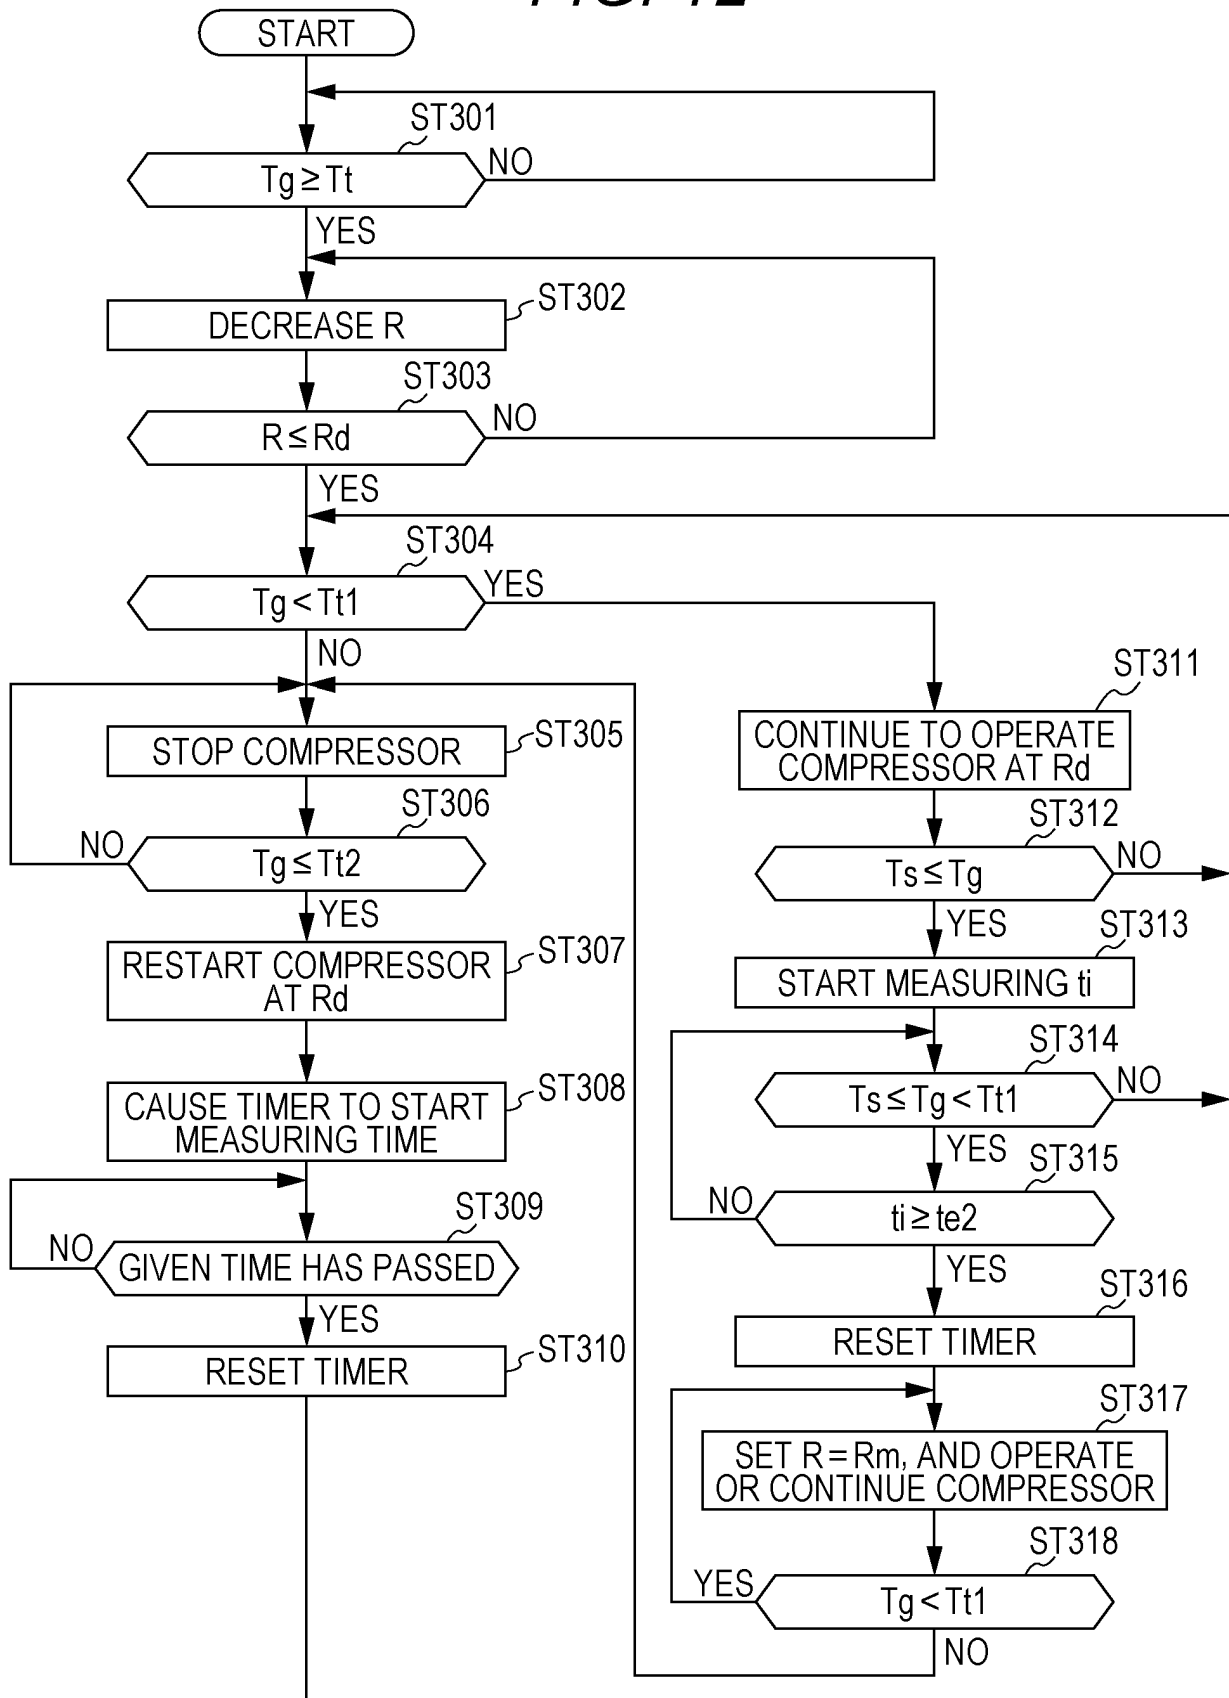 START
ST301
Tg ≥ Tt
NO
YES
ST302
DECREASE R
ST303
R ≤ Rd
NO
YES
ST304
Tg < Tt1
YES
NO
ST305
STOP COMPRESSOR
ST306
Tg ≤ Tt2
NO
YES
ST307
RESTART COMPRESSOR
AT Rd
ST308
CAUSE TIMER TO START
MEASURING TIME
ST309
GIVEN TIME HAS PASSED
NO
YES
ST310
RESET TIMER
ST311
CONTINUE TO OPERATE
COMPRESSOR AT Rd
ST312
Ts ≤ Tg
NO
YES
ST313
START MEASURING ti
ST314
Ts ≤ Tg < Tt1
NO
YES
ST315
ti ≥ te2
NO
YES
ST316
RESET TIMER
ST317
SET R = Rm, AND OPERATE
OR CONTINUE COMPRESSOR
ST318
Tg < Tt1
YES
NO